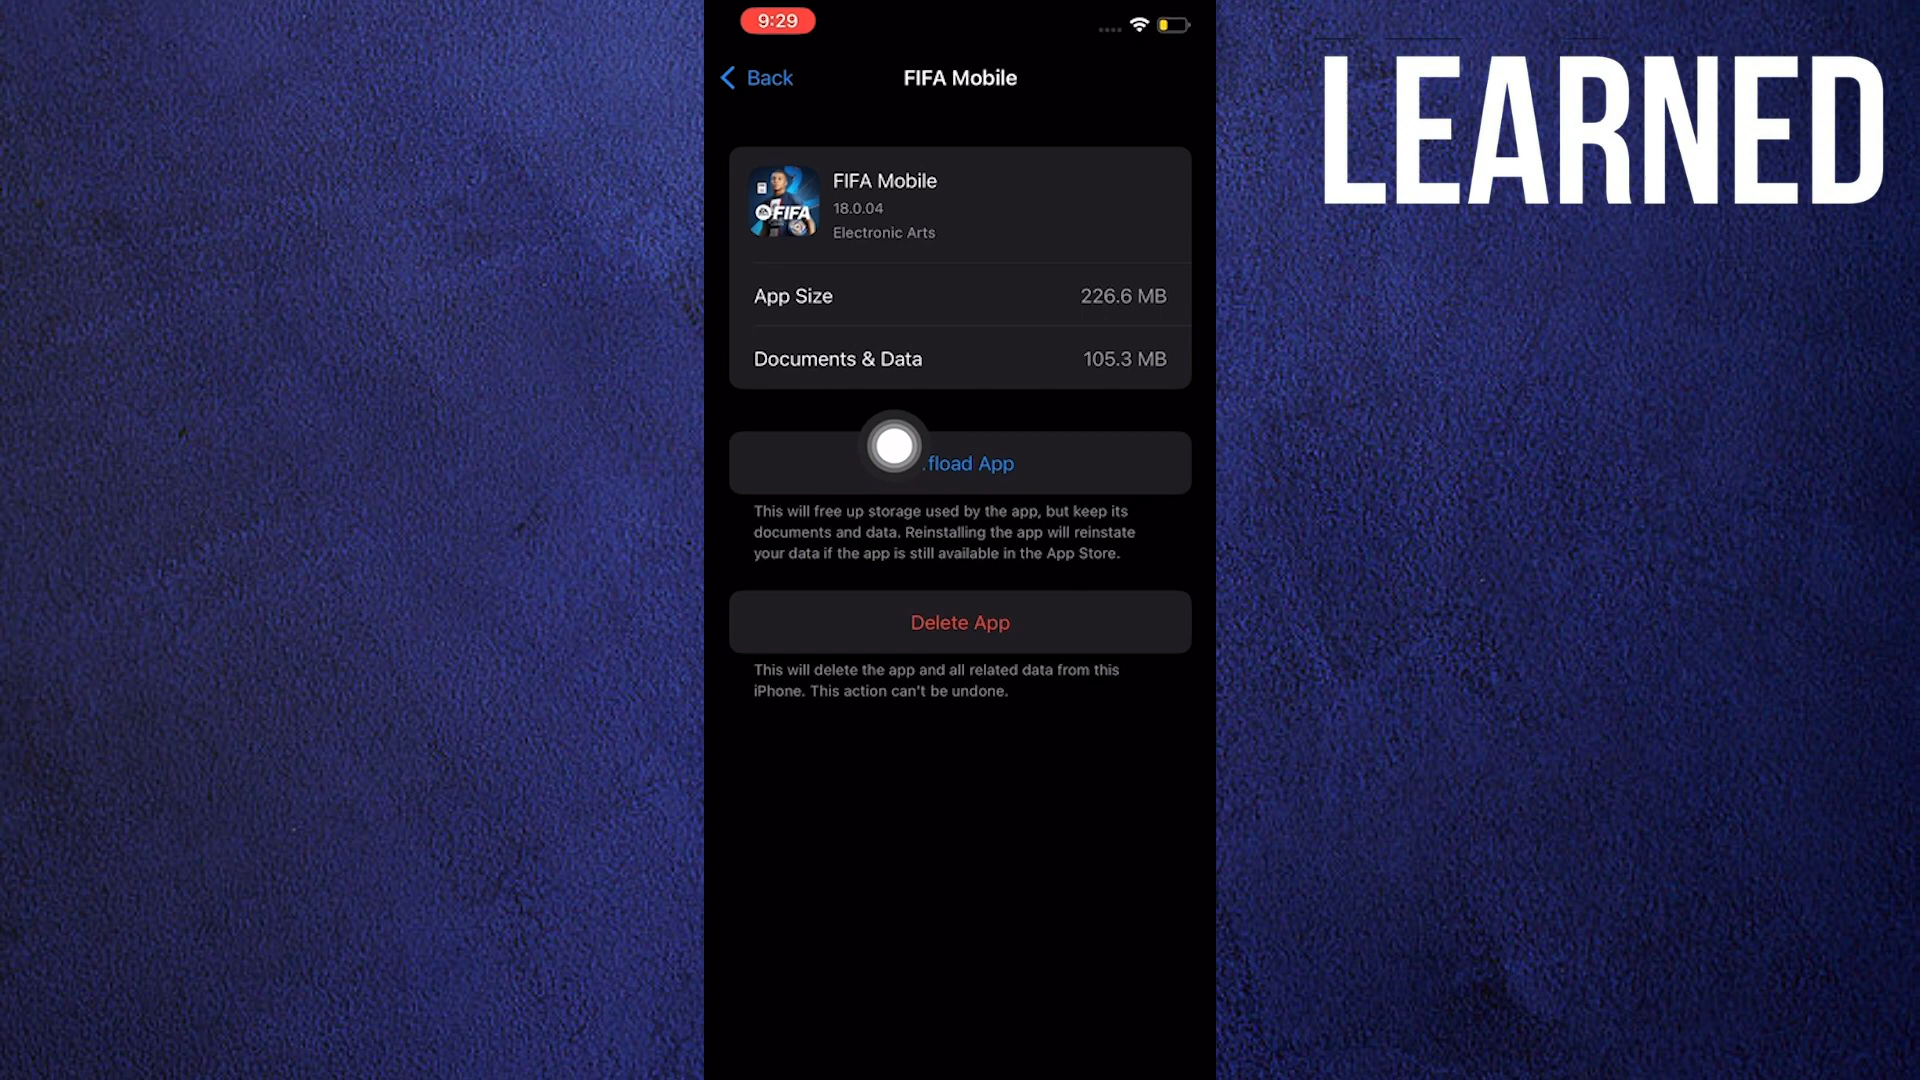 9:29
LEARNED
Back
FIFA Mobile
FIFA
FIFA Mobile
18.0.04
Electronic Arts
App Size
226.6 MB
Documents & Data
105.3 MB
fload App
This will free up storage used by the app, but keep its
documents and data. Reinstalling the app will reinstate
your data if the app is still available in the App Store.
Delete App
This will delete the app and all related data from this
iPhone. This action can't be undone.